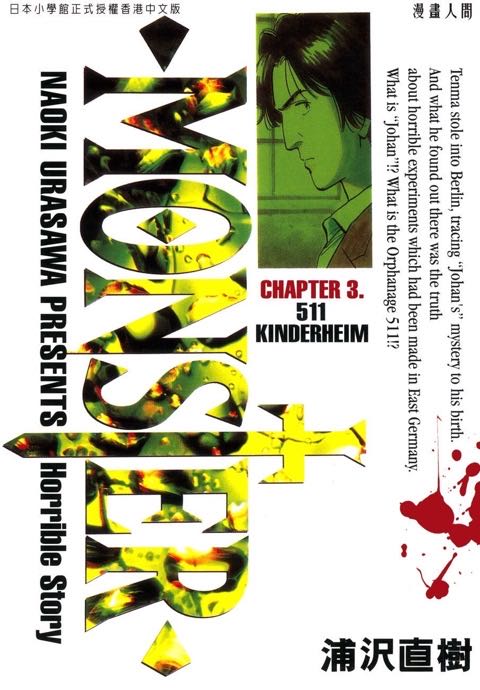 日本小學館正式授權香港中文版
漫畫人間
Tenma stole into Berlin, tracing "Johan's" mystery to his birth.
And what he found out there was the truth
about horrible experiments which had been made in East Germany.
What is "Johan"!? What is the Orphanage 511!?
CHAPTER 3.
511
KINDERHEIM
MONSTER
NAOKI URASAWA PRESENTS Horrible Story
浦沢直樹